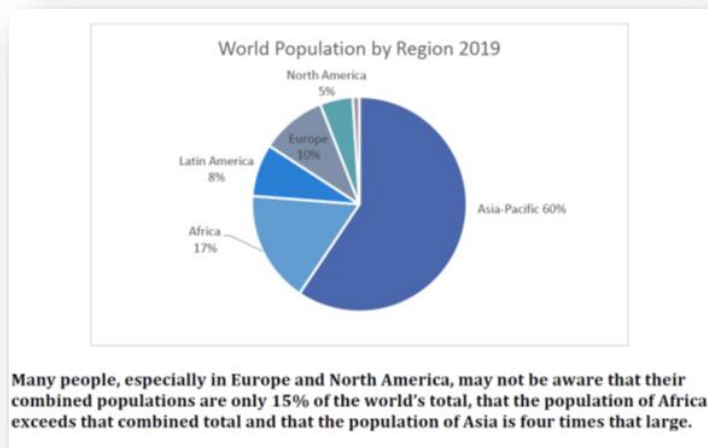 World Population by Region 2019
North America
5%
Europe
10%
Latin America
8%
Asia-Pacific 60%
Africa
17%
Many people, especially in Europe and North America, may not be aware that their
combined populations are only 15% of the world's total, that the population of Africa
exceeds that combined total and that the population of Asia is four times that large.